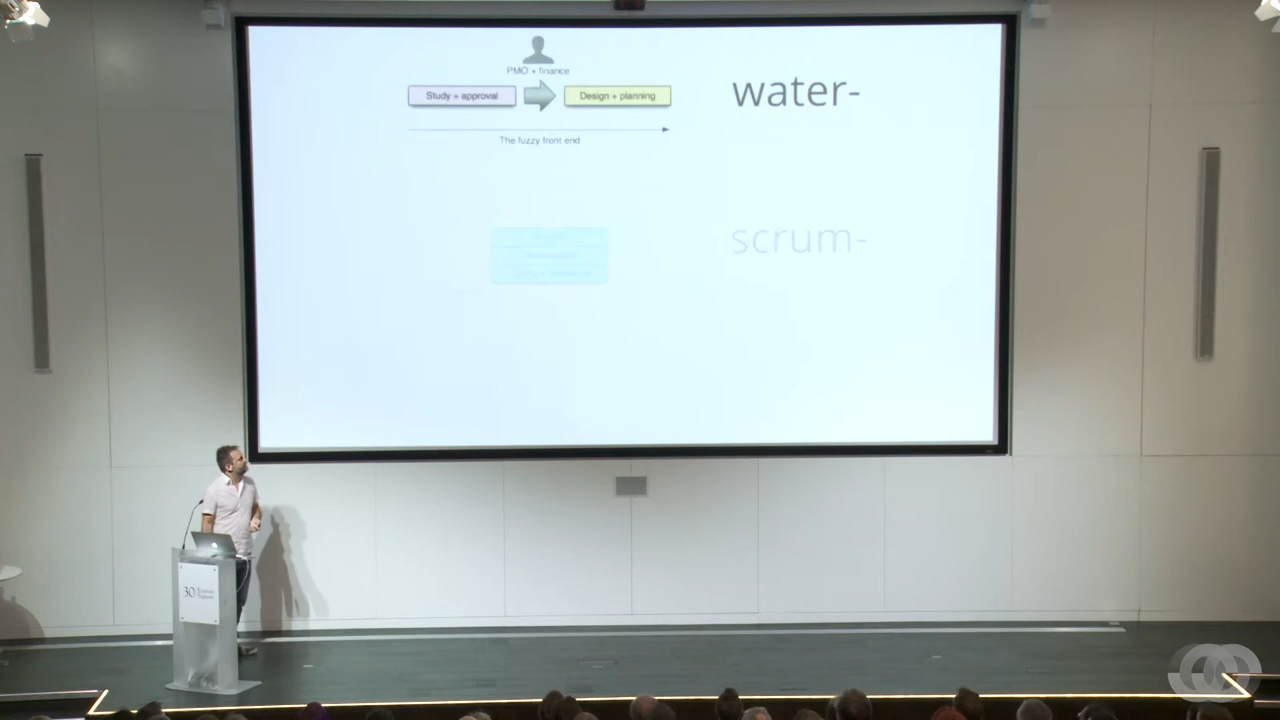 PMO + finance
Study + approval
Design + planning
The fuzzy front end
water-
scrum-
30